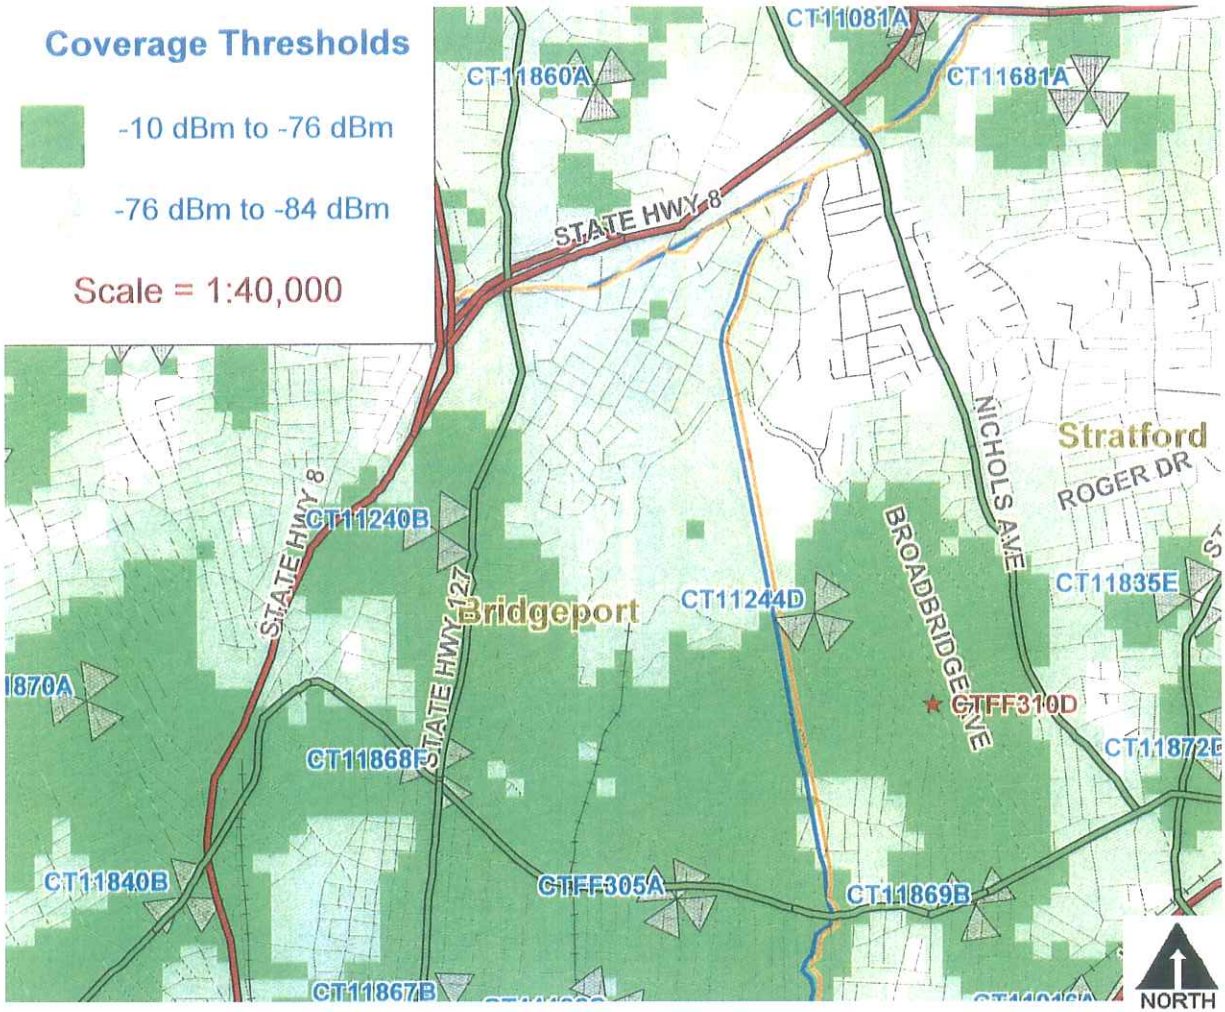 Coverage Thresholds
-10 dBm to -76 dBm
-76 dBm to -84 dBm
Scale = 1:40,000
CT11081A
CT11860A
CT11681A
STATE HWY 8
Stratford
NICHOLS AVE
ROGER DR
STATE HWY 8
CT11240B
BROADBRIDGE AVE
ST
CT11835E
STATE HWY 127
Bridgeport
CT11244D
1870A
CTFF310D
CT11868F
CT11872D
CT11840B
CTFF305A
CT11869B
CT11867B
NORTH